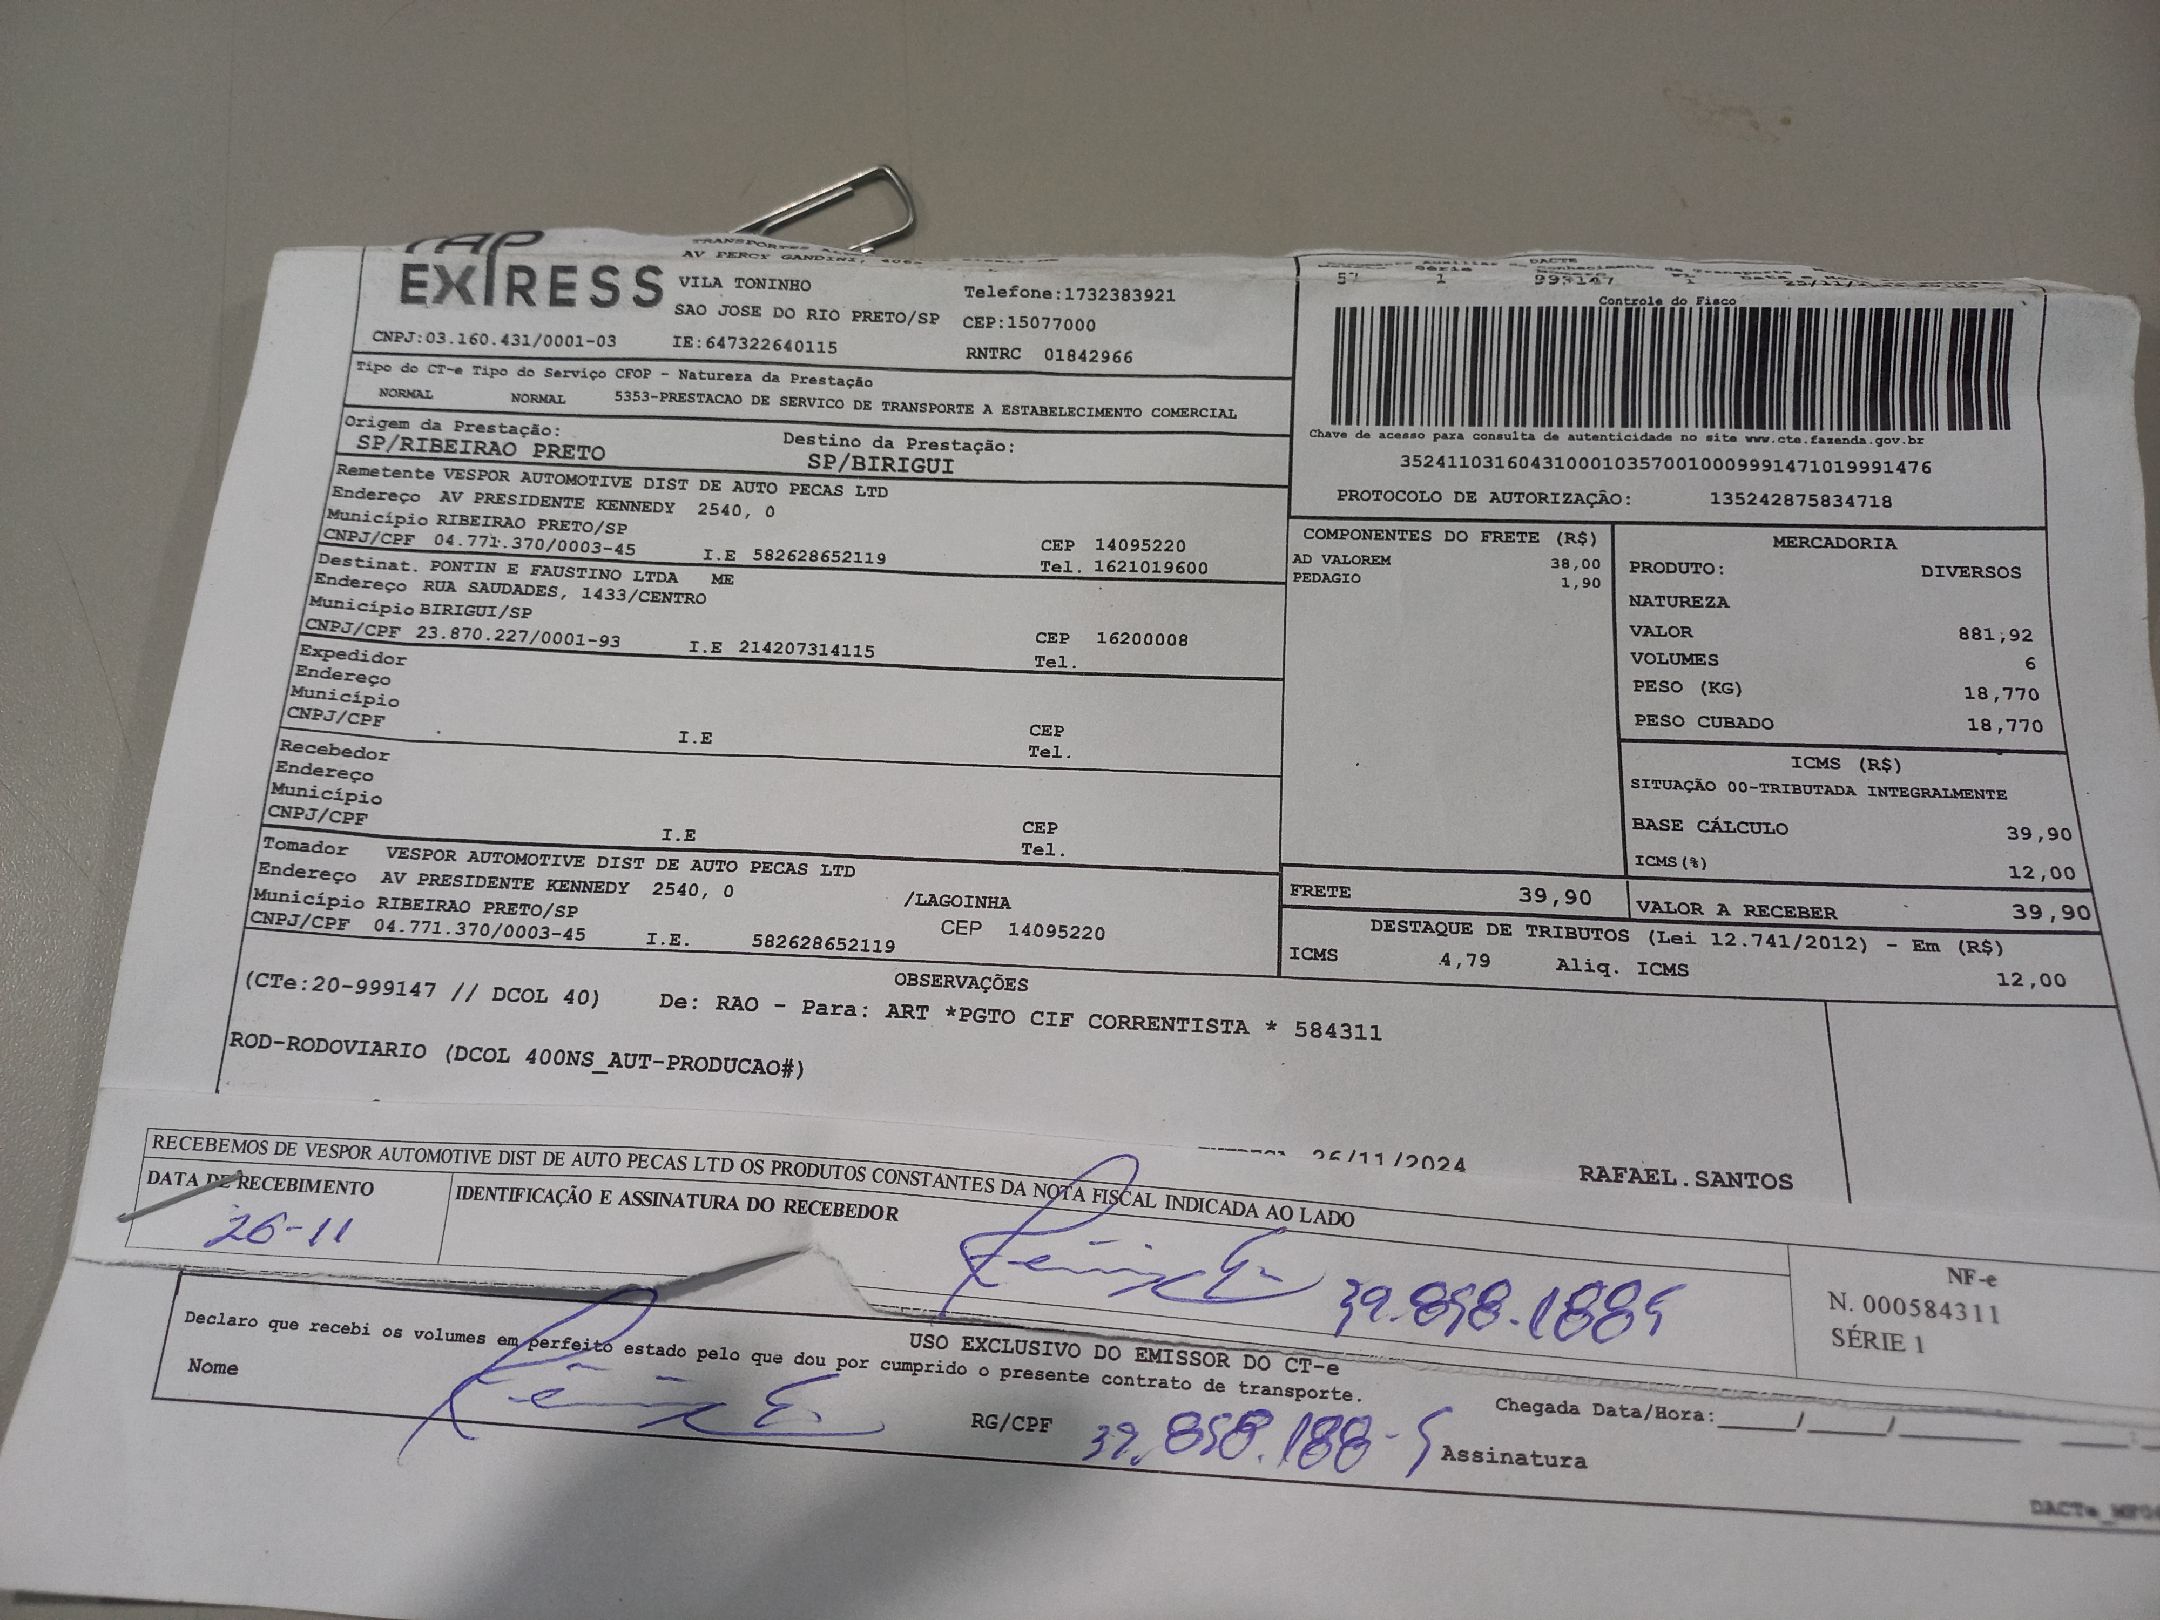 EXPRESS
VILA TONINHO
SAO JOSE DO RIO PRETO/SP
Telefone:1732383921
CEP:15077000
CNPJ:03.160.431/0001-03 IE:647322640115 RNTRC 01842966
Tipo do CT-e Tipo do Serviço CFOP - Natureza da Prestação
NORMAL NORMAL 5353-PRESTACAO DE SERVICO DE TRANSPORTE A ESTABELECIMENTO COMERCIAL
Origem da Prestação: Destino da Prestação:
SP/RIBEIRAO PRETO SP/BIRIGUI
Remetente VESPOR AUTOMOTIVE DIST DE AUTO PECAS LTD
Endereço AV PRESIDENTE KENNEDY 2540, 0
Município RIBEIRAO PRETO/SP CEP 14095220
CNPJ/CPF 04.771.370/0003-45 I.E 582628652119 Tel. 1621019600
Destinat. PONTIN E FAUSTINO LTDA ME
Endereço RUA SAUDADES, 1433/CENTRO
Município BIRIGUI/SP CEP 16200008
CNPJ/CPF 23.870.227/0001-93 I.E 214207314115 Tel.
Expedidor
Endereço
Município CEP
CNPJ/CPF I.E Tel.
Recebedor
Endereço
Município CEP
CNPJ/CPF I.E Tel.
Tomador VESPOR AUTOMOTIVE DIST DE AUTO PECAS LTD
Endereço AV PRESIDENTE KENNEDY 2540, 0 /LAGOINHA
Município RIBEIRAO PRETO/SP CEP 14095220
CNPJ/CPF 04.771.370/0003-45 I.E. 582628652119
57 1 999147
Controle do Fisco
Chave de acesso para consulta de autenticidade no site www.cte.fazenda.gov.br
35241103160431000103570010009991471019991476
PROTOCOLO DE AUTORIZAÇÃO: 135242875834718
COMPONENTES DO FRETE (R$)
AD VALOREM 38,00
PEDAGIO 1,90
MERCADORIA
PRODUTO: DIVERSOS
NATUREZA
VALOR 881,92
VOLUMES 6
PESO (KG) 18,770
PESO CUBADO 18,770
ICMS (R$)
SITUAÇÃO 00-TRIBUTADA INTEGRALMENTE
BASE CÁLCULO 39,90
ICMS(%) 12,00
FRETE 39,90 VALOR A RECEBER 39,90
DESTAQUE DE TRIBUTOS (Lei 12.741/2012) - Em (R$)
ICMS 4,79 Aliq. ICMS 12,00
OBSERVAÇÕES
(CTe:20-999147 // DCOL 40) De: RAO - Para: ART *PGTO CIF CORRENTISTA * 584311
ROD-RODOVIARIO (DCOL 400NS_AUT-PRODUCAO#)
26/11/2024 RAFAEL.SANTOS
RECEBEMOS DE VESPOR AUTOMOTIVE DIST DE AUTO PECAS LTD OS PRODUTOS CONSTANTES DA NOTA FISCAL INDICADA AO LADO
DATA DE RECEBIMENTO IDENTIFICAÇÃO E ASSINATURA DO RECEBEDOR
26-11
39.858.1885
NF-e
N. 000584311
SÉRIE 1
USO EXCLUSIVO DO EMISSOR DO CT-e
Declaro que recebi os volumes em perfeito estado pelo que dou por cumprido o presente contrato de transporte.
Nome RG/CPF 39.858.188-5 Assinatura
Chegada Data/Hora: